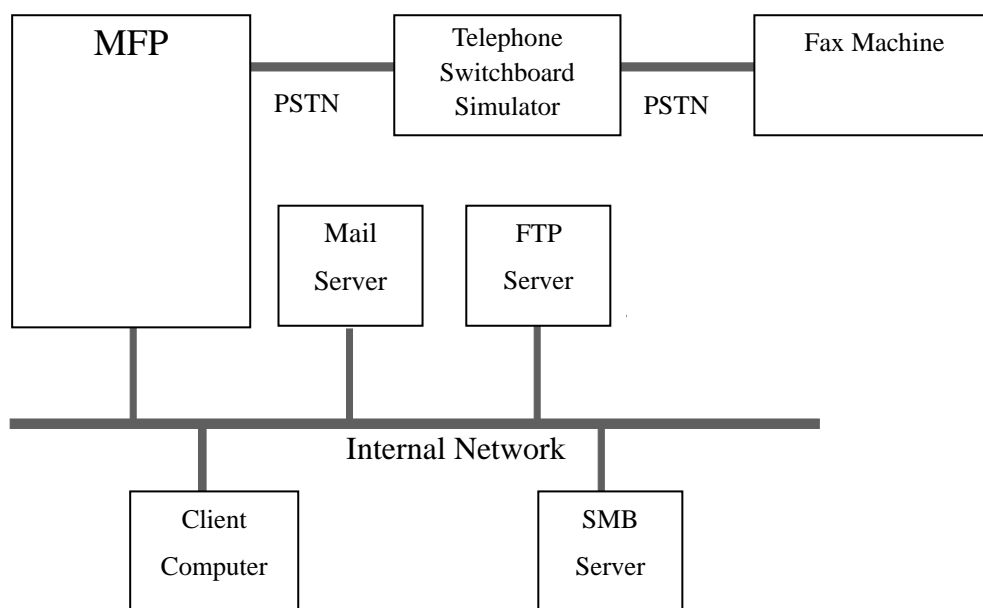 MFP
Telephone
Switchboard
Simulator
Fax Machine
PSTN
PSTN
Mail
Server
FTP
Server
Internal Network
Client
Computer
SMB
Server